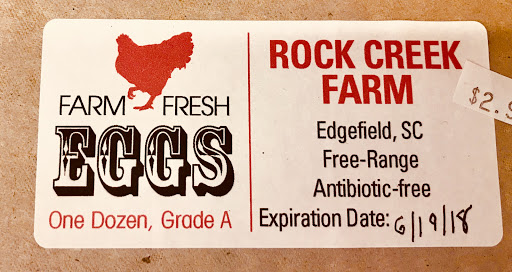 FARM FRESH
EGGS
One Dozen, Grade A
ROCK CREEK
FARM
Edgefield, SC
Free-Range
Antibiotic-free
Expiration Date: 6/19/18